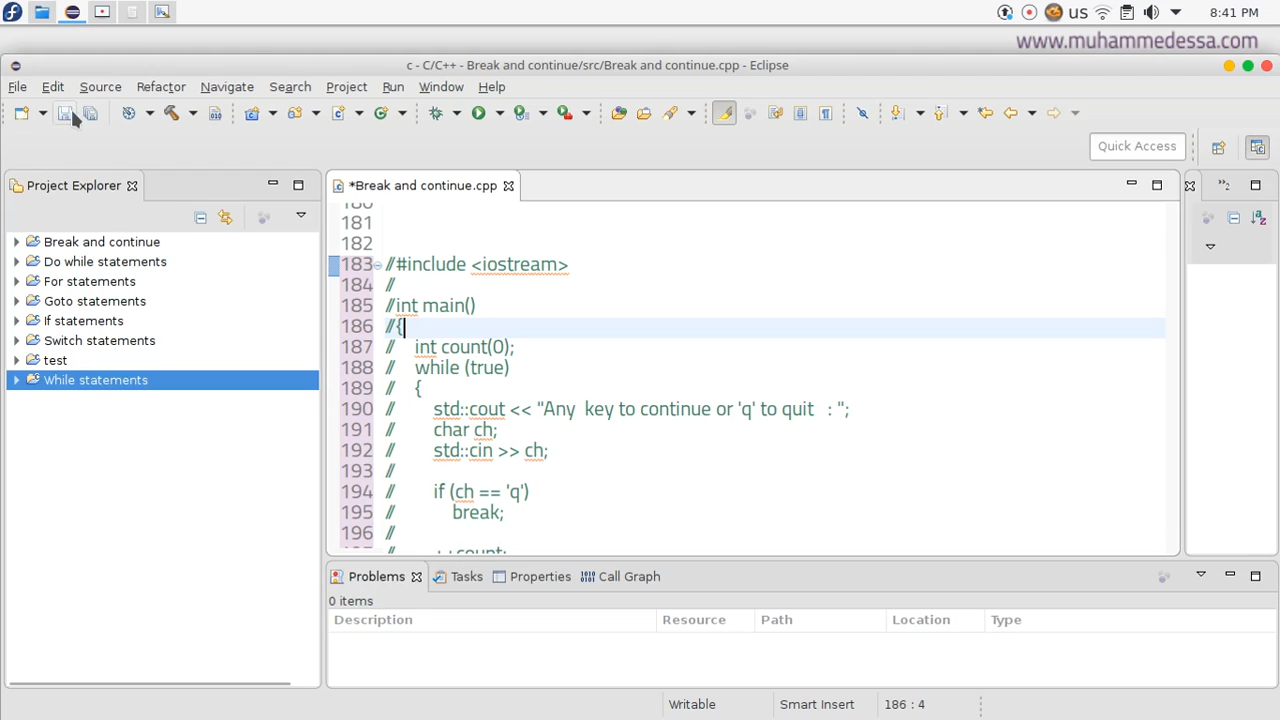 us
8:41 PM
www.muhammedessa.com
c - C/C++ - Break and continue/src/Break and continue.cpp - Eclipse
File Edit Source Refactor Navigate Search Project Run Window Help
Quick Access
Project Explorer
*Break and continue.cpp
Break and continue
Do while statements
For statements
Goto statements
If statements
Switch statements
test
While statements
180
181
182
183 //#include <iostream>
184 //
185 //int main()
186 //{
187 // int count(0);
188 // while (true)
189 // {
190 // std::cout << "Any  key to continue or 'q' to quit  : ";
191 // char ch;
192 // std::cin >> ch;
193 //
194 // if (ch == 'q')
195 // break;
196 //
// ++count;
Problems Tasks Properties Call Graph
0 items
Description Resource Path Location Type
Writable Smart Insert 186 : 4